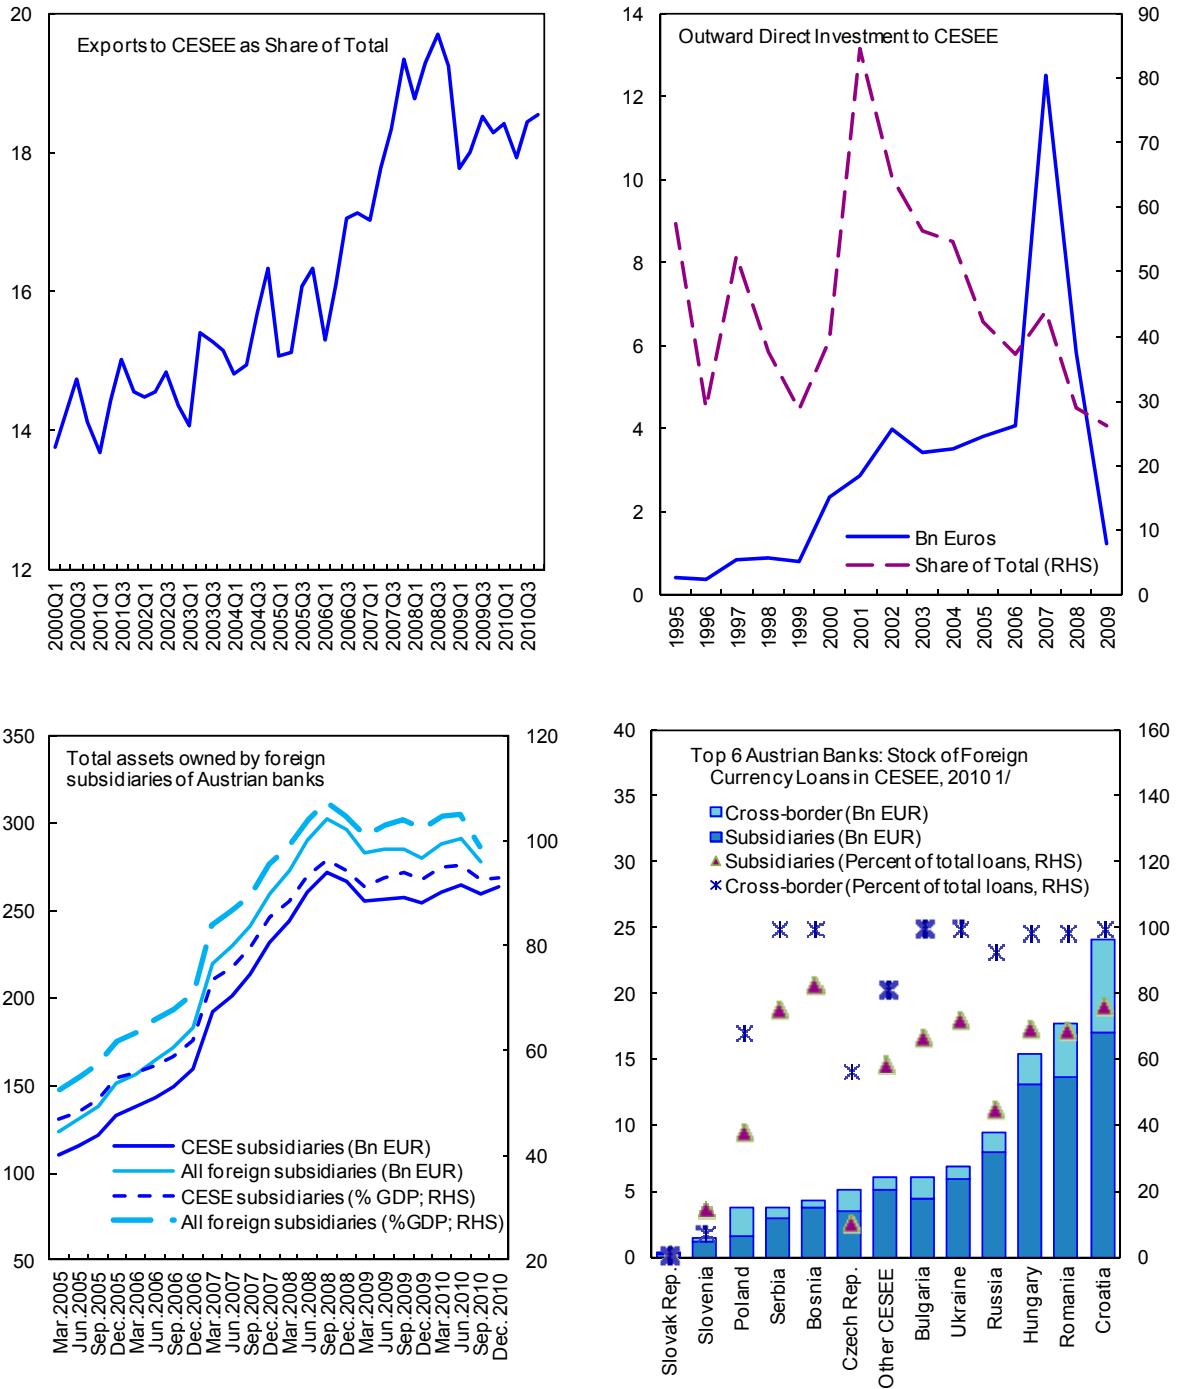 Exports to CESEE as Share of Total
20
18
16
14
12
2000Q1
2000Q3
2001Q1
2001Q3
2002Q1
2002Q3
2003Q1
2003Q3
2004Q1
2004Q3
2005Q1
2005Q3
2006Q1
2006Q3
2007Q1
2007Q3
2008Q1
2008Q3
2009Q1
2009Q3
2010Q1
2010Q3
Outward Direct Investment to CESEE
14
12
10
8
6
4
2
0
90
80
70
60
50
40
30
20
10
0
Bn Euros
Share of Total (RHS)
1995
1996
1997
1998
1999
2000
2001
2002
2003
2004
2005
2006
2007
2008
2009
Total assets owned by foreign
subsidiaries of Austrian banks
350
300
250
200
150
100
50
120
100
80
60
40
20
CESE subsidiaries (Bn EUR)
All foreign subsidiaries (Bn EUR)
CESE subsidiaries (% GDP; RHS)
All foreign subsidiaries (%GDP; RHS)
Mar.2005
Jun.2005
Sep.2005
Dec.2005
Mar.2006
Jun.2006
Sep.2006
Dec.2006
Mar.2007
Jun.2007
Sep.2007
Dec.2007
Mar.2008
Jun.2008
Sep.2008
Dec.2008
Mar.2009
Jun.2009
Sep.2009
Dec.2009
Mar.2010
Jun.2010
Sep.2010
Dec.2010
Top 6 Austrian Banks: Stock of Foreign
Currency Loans in CESEE, 2010 1/
40
35
30
25
20
15
10
5
0
160
140
120
100
80
60
40
20
0
Cross-border (Bn EUR)
Subsidiaries (Bn EUR)
Subsidiaries (Percent of total loans, RHS)
Cross-border (Percent of total loans, RHS)
Slovak Rep.
Slovenia
Poland
Serbia
Bosnia
Czech Rep.
Other CESEE
Bulgaria
Ukraine
Russia
Hungary
Romania
Croatia